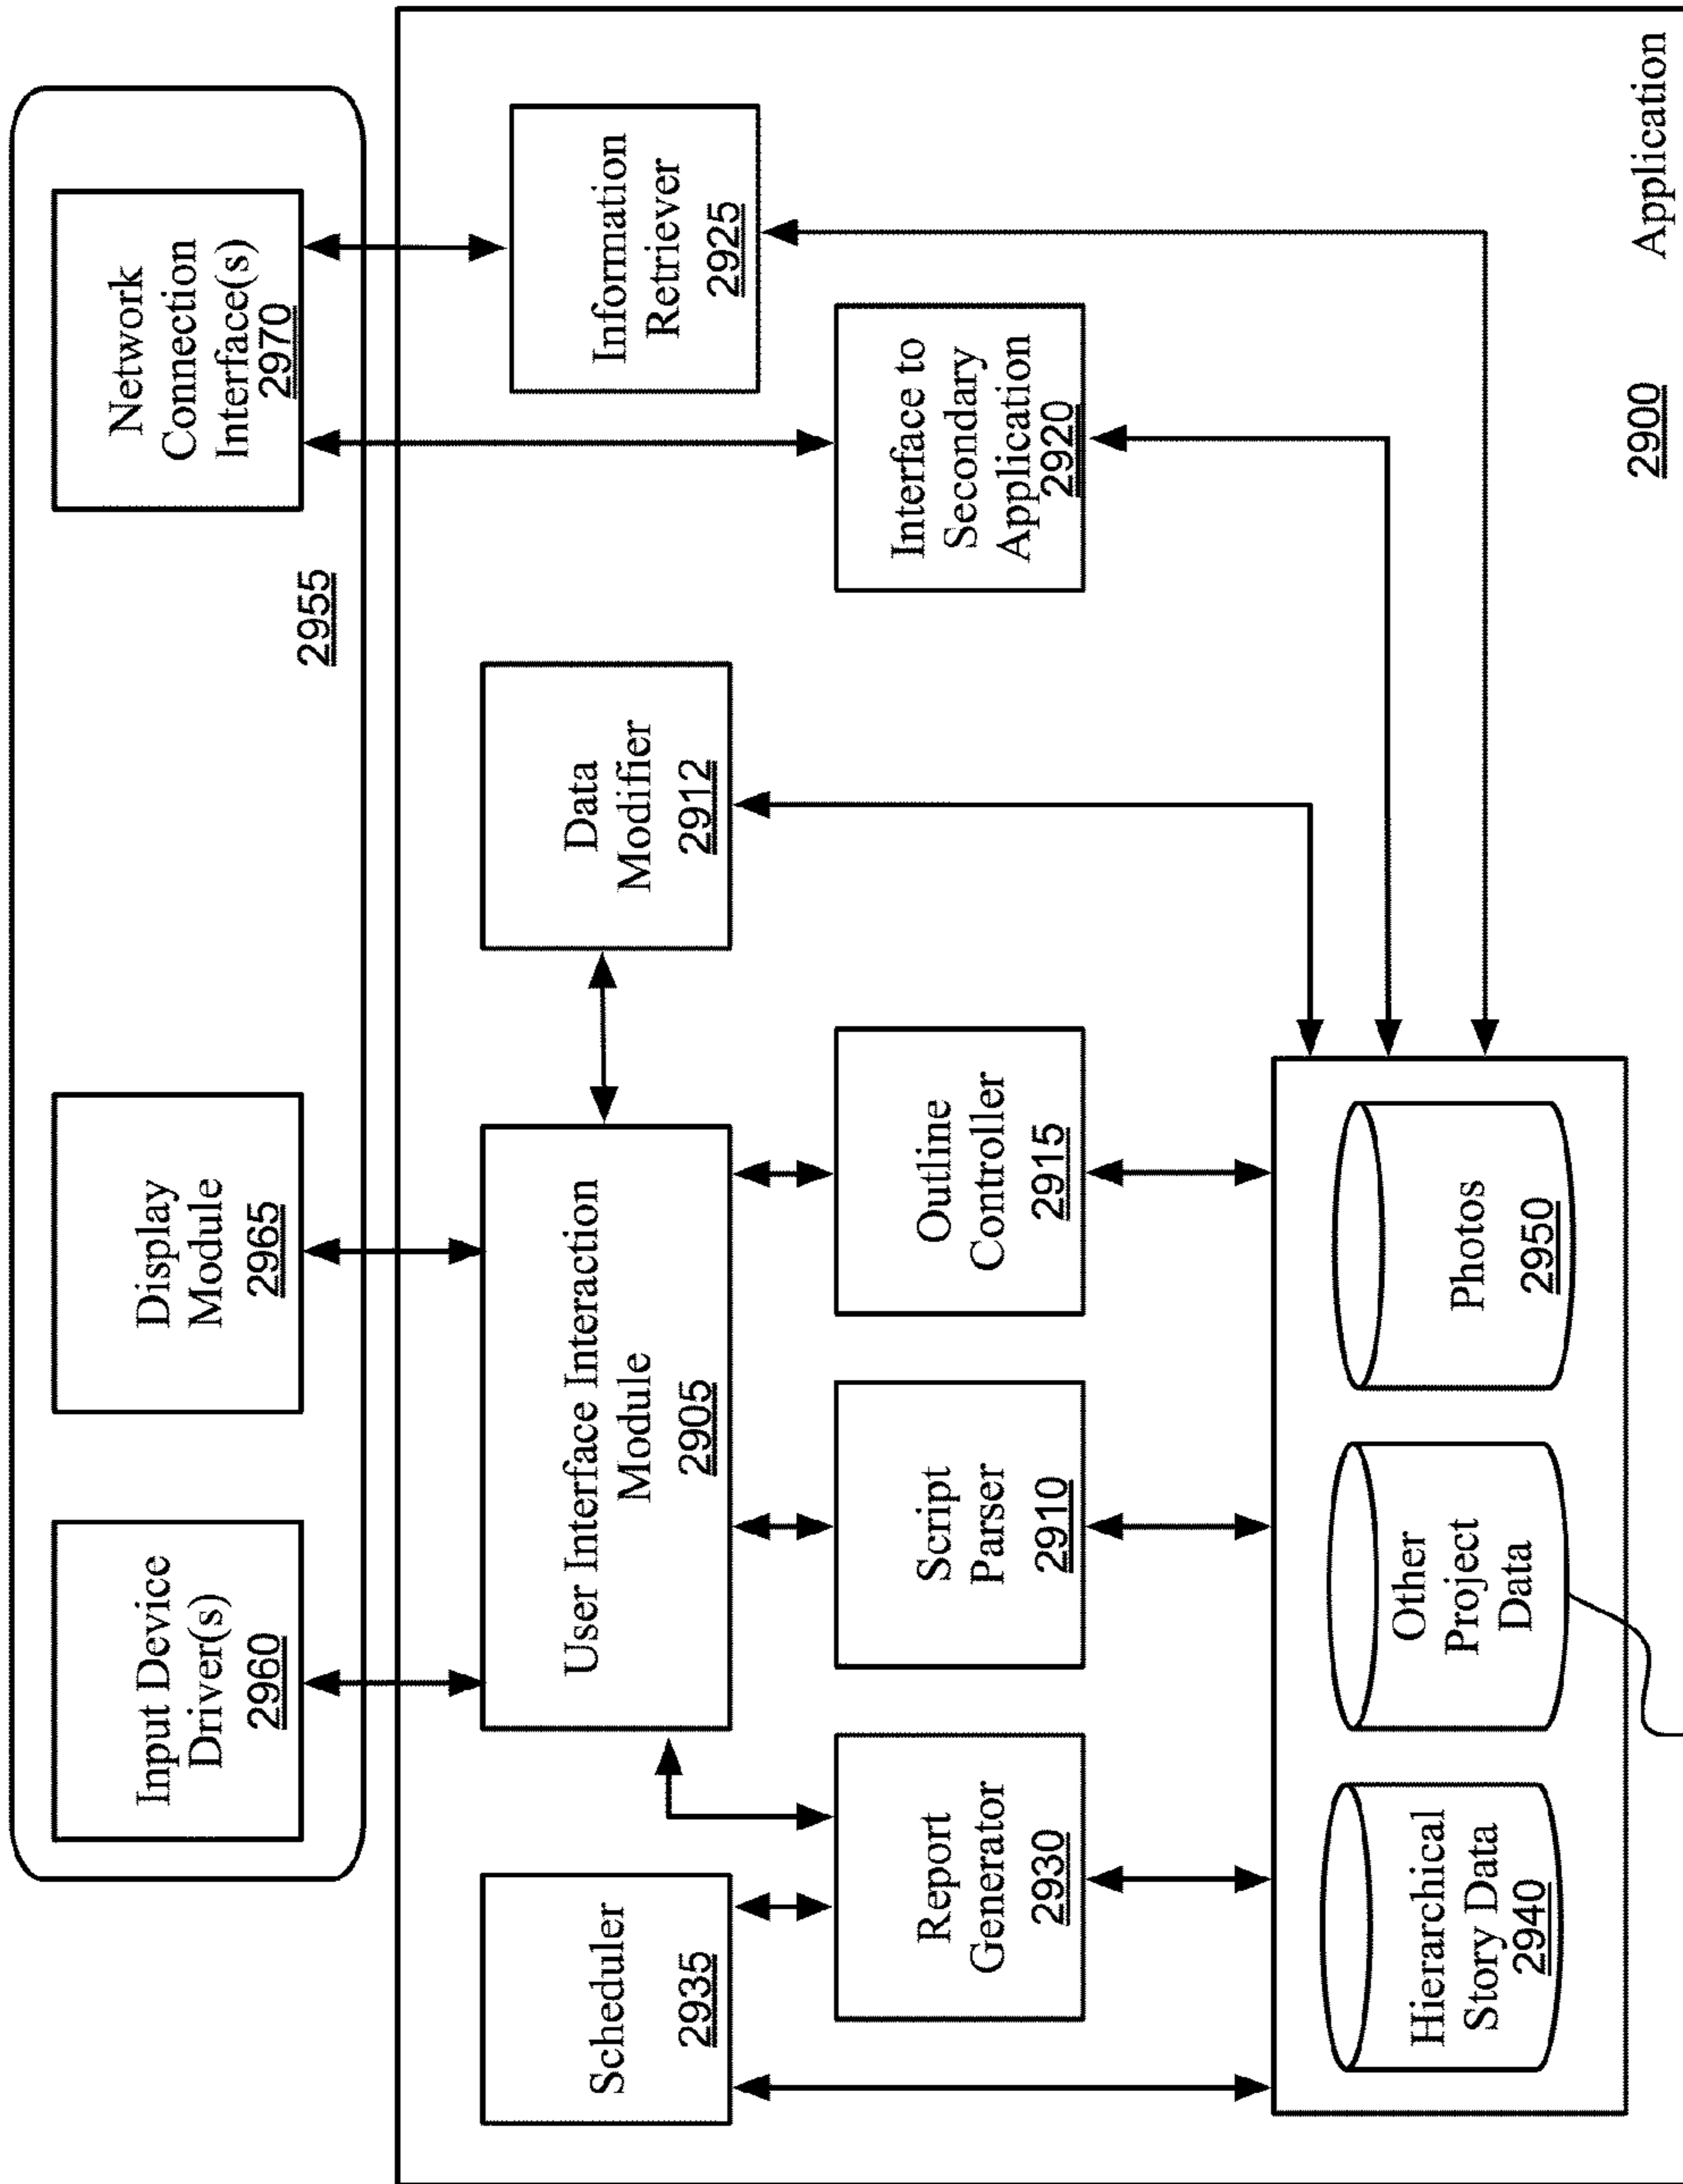 Input Device
Driver(s)
2960
Display
Module
2965
Network
Connection
Interface(s)
2970
2955
Scheduler
2935
User Interface Interaction
Module
2905
Data
Modifier
2912
Information
Retriever
2925
Report
Generator
2930
Script
Parser
2910
Outline
Controller
2915
Interface to
Secondary
Application
2920
Hierarchical
Story Data
2940
Other
Project
Data
Photos
2950
2900
Application